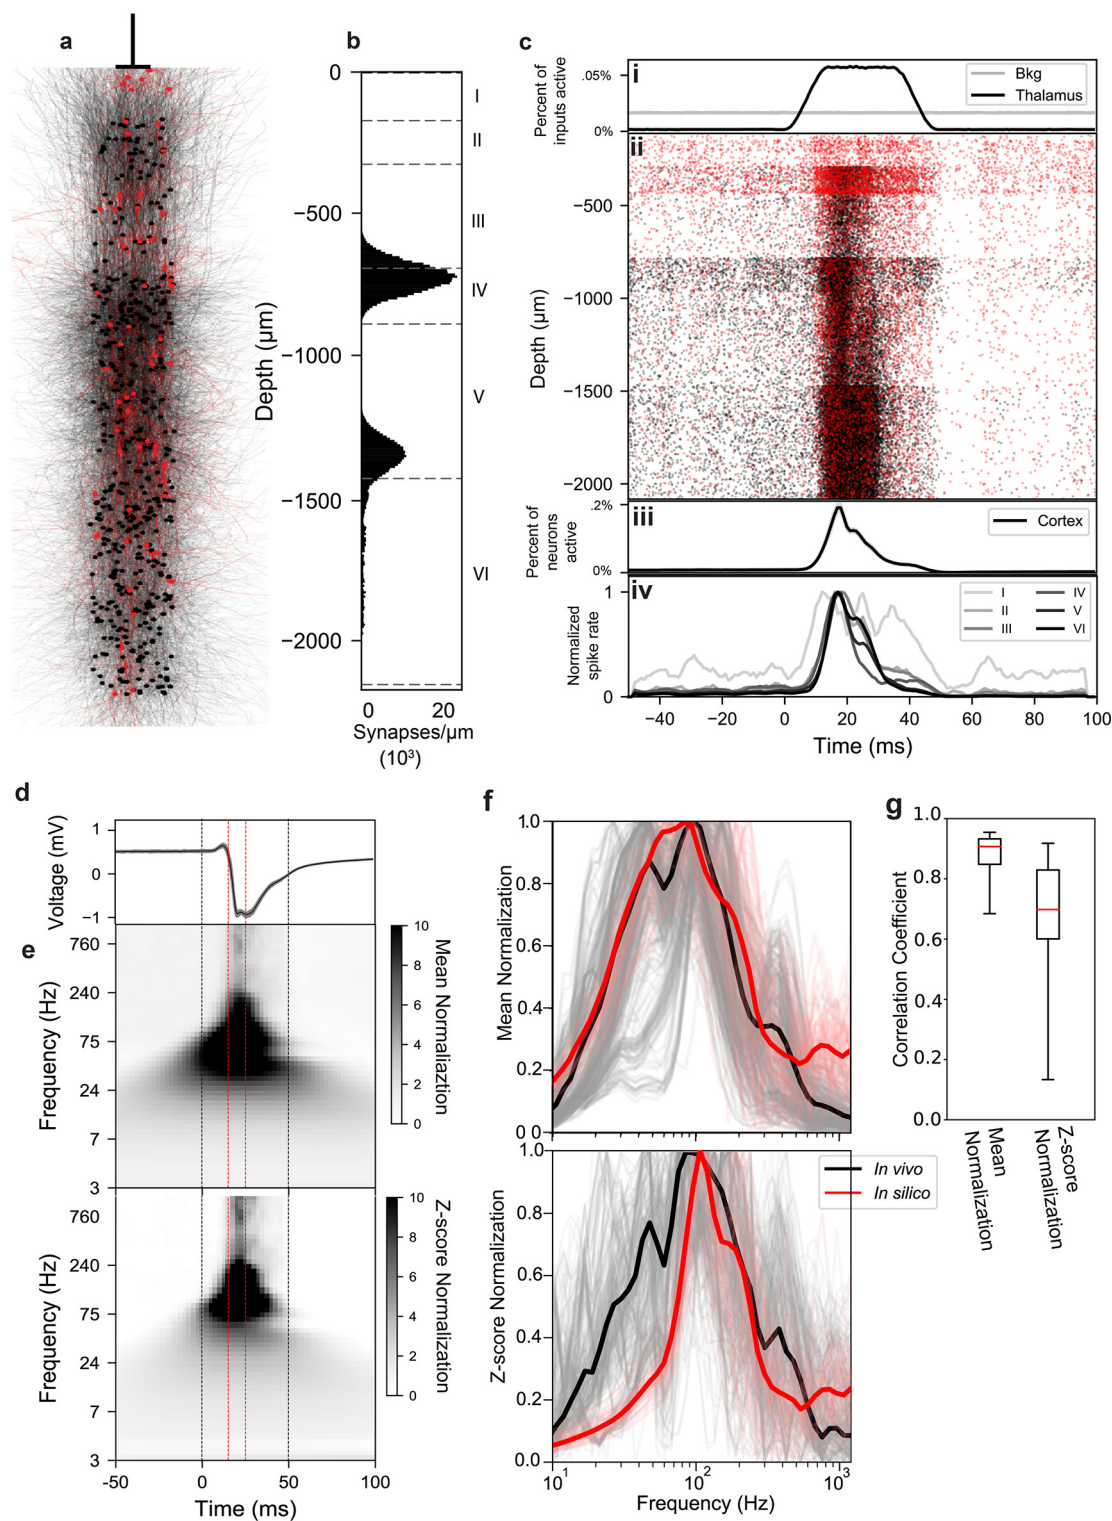 a
b
c
0
−500
−1000
−1500
−2000
Depth (μm)
I
II
III
IV
V
VI
0
20
Synapses/μm
(10³)
i
Percent of
inputs active
.05%
0%
Bkg
Thalamus
ii
Depth (μm)
−500
−1000
−1500
−2000
iii
Percent of
neurons
active
.2%
0%
Cortex
iv
Normalized
spike rate
1
0
I
II
III
IV
V
VI
−40
−20
0
20
40
60
80
100
Time (ms)
d
Voltage (mV)
1
0
−1
e
Frequency (Hz)
760
240
75
24
7
3
10
8
6
4
2
0
Mean Normaliaztion
Frequency (Hz)
760
240
75
24
7
3
10
8
6
4
2
0
Z-score Normalization
-50
0
50
100
Time (ms)
f
Mean Normalization
1.0
0.8
0.6
0.4
0.2
0.0
Z-score Normalization
1.0
0.8
0.6
0.4
0.2
0.0
In vivo
In silico
10¹
10²
10³
Frequency (Hz)
g
Correlation Coefficient
1.0
0.8
0.6
0.4
0.2
0.0
Mean
Normalization
Z-score
Normalization